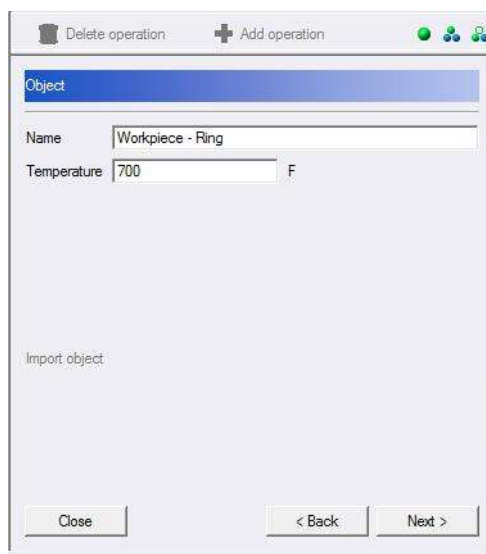 Delete operation Add operation
Object
Name Workpiece - Ring
Temperature 700 F
Import object
Close < Back Next >